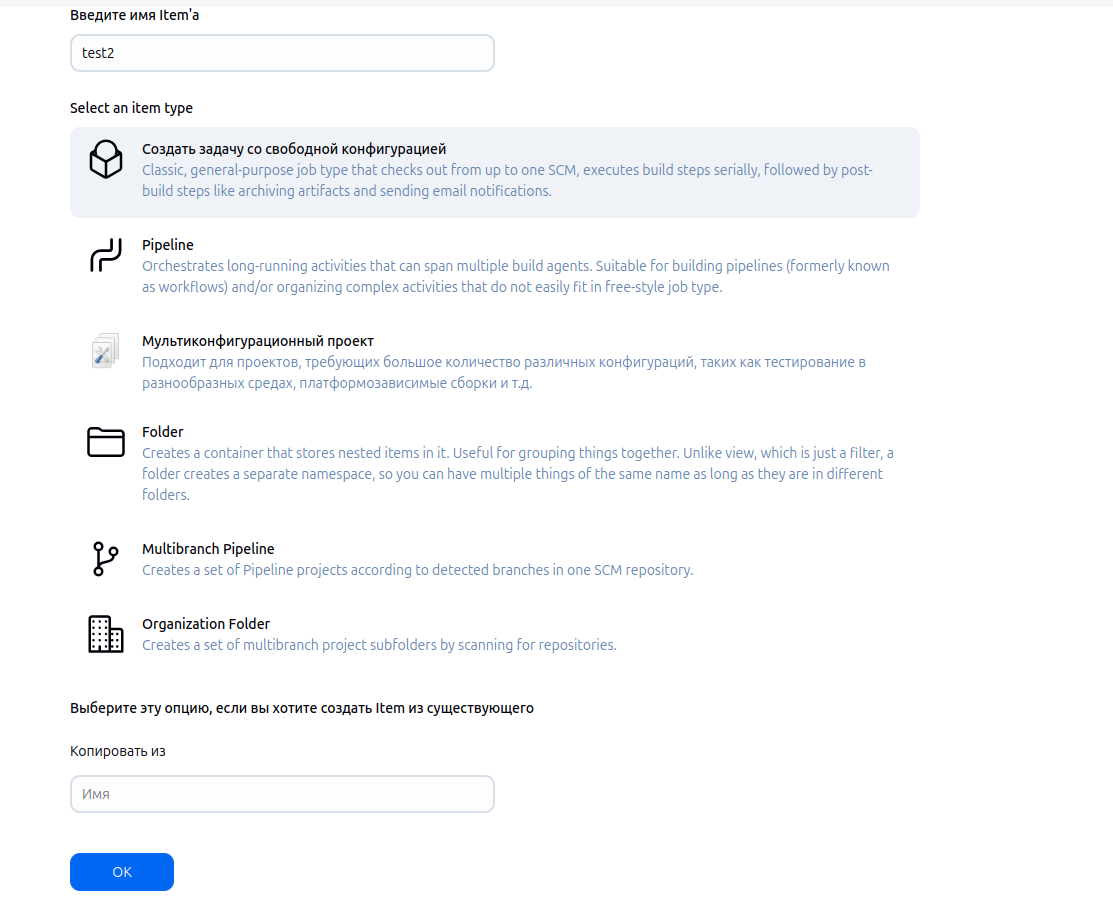 Введите имя Item'а
test2
Select an item type
Создать задачу со свободной конфигурацией
Classic, general-purpose job type that checks out from up to one SCM, executes build steps serially, followed by post-
build steps like archiving artifacts and sending email notifications.
Pipeline
Orchestrates long-running activities that can span multiple build agents. Suitable for building pipelines (formerly known
as workflows) and/or organizing complex activities that do not easily fit in free-style job type.
Мультиконфигурационный проект
Подходит для проектов, требующих большое количество различных конфигураций, таких как тестирование в
разнообразных средах, платформозависимые сборки и т.д.
Folder
Creates a container that stores nested items in it. Useful for grouping things together. Unlike view, which is just a filter, a
folder creates a separate namespace, so you can have multiple things of the same name as long as they are in different
folders.
Multibranch Pipeline
Creates a set of Pipeline projects according to detected branches in one SCM repository.
Organization Folder
Creates a set of multibranch project subfolders by scanning for repositories.
Выберите эту опцию, если вы хотите создать Item из существующего
Копировать из
Имя
OK